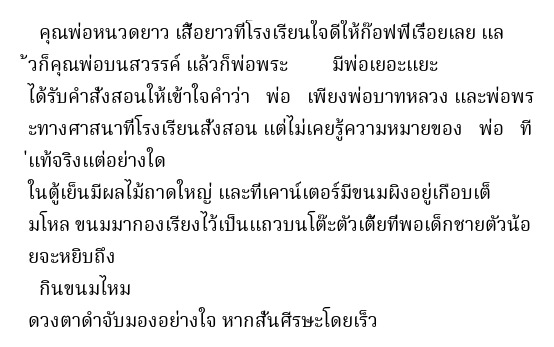 คุณพ่อหนวดยาว เสื้อยาวที่โรงเรียนใจดีให้ก๊อฟฟี่เรื่อยเลย แล
้วก็คุณพ่อบนสวรรค์ แล้วก็พ่อพระ มีพ่อเยอะแยะ
ได้รับคำสั่งสอนให้เข้าใจคำว่า พ่อ เพียงพ่อบาทหลวง และพ่อพร
ะทางศาสนาที่โรงเรียนสั่งสอน แต่ไม่เคยรู้ความหมายของ พ่อ ที
่แท้จริงแต่อย่างใด
ในตู้เย็นมีผลไม้ถาดใหญ่ และที่เคาน์เตอร์มีขนมผิงอยู่เกือบเต็
มโหล ขนมมากองเรียงไว้เป็นแถวบนโต๊ะตัวเตี้ยที่พอเด็กชายตัวน้อ
ยจะหยิบถึง
กินขนมไหม
ดวงตาดำจับมองอย่างใจ หากสั่นศีรษะโดยเร็ว